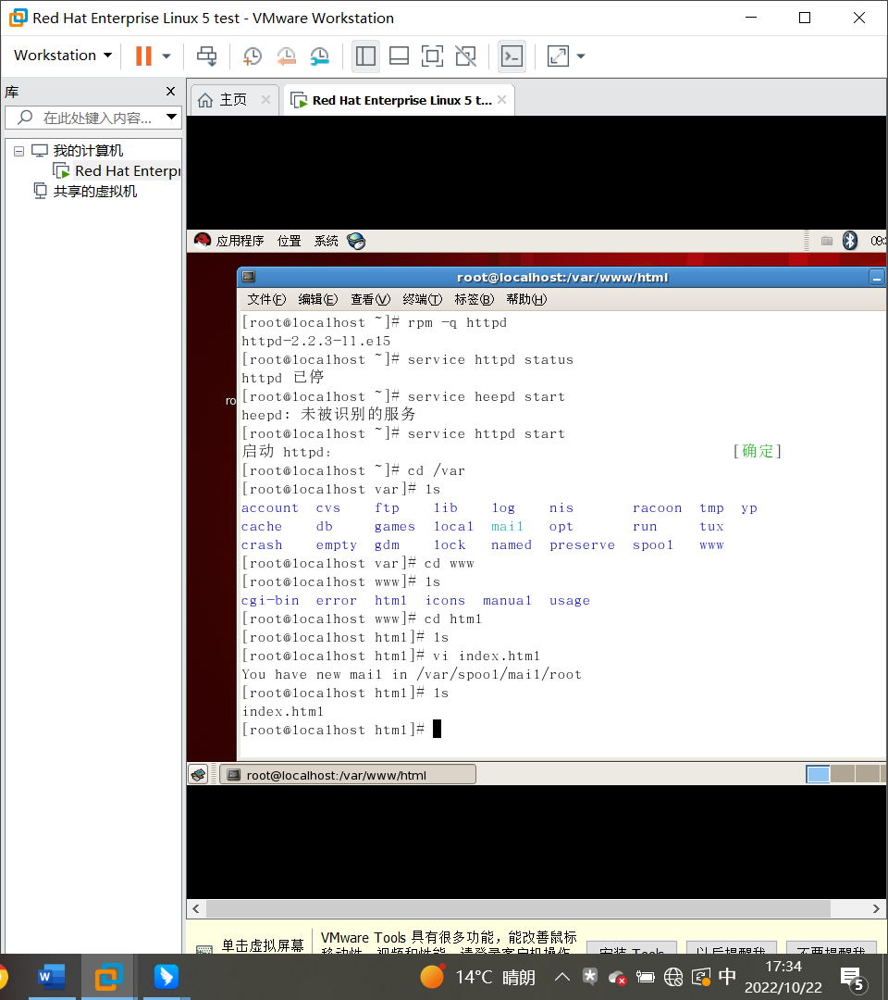 Red Hat Enterprise Linux 5 test - VMware Workstation
Workstation
库
主页
Red Hat Enterprise Linux 5 t...
在此处键入内容...
我的计算机
Red Hat Enterpr
共享的虚拟机
应用程序 位置 系统
root@localhost:/var/www/html
文件(F) 编辑(E) 查看(V) 终端(T) 标签(B) 帮助(H)
[root@localhost ~]# rpm -q httpd
httpd-2.2.3-11.el5
[root@localhost ~]# service httpd status
httpd 已停
[root@localhost ~]# service heepd start
heepd: 未被识别的服务
[root@localhost ~]# service httpd start
启动 httpd: [确定]
[root@localhost ~]# cd /var
[root@localhost var]# ls
account cvs ftp lib log nis racoon tmp yp
cache db games local mail opt run tux
crash empty gdm lock named preserve spool www
[root@localhost var]# cd www
[root@localhost www]# ls
cgi-bin error html icons manual usage
[root@localhost www]# cd html
[root@localhost html]# ls
[root@localhost html]# vi index.html
You have new mail in /var/spool/mail/root
[root@localhost html]# ls
index.html
[root@localhost html]#
ro
root@localhost:/var/www/html
单击虚拟屏幕
VMware Tools 具有很多功能，能改善鼠标
移动性、视频和性能。请登录客户机操作
安装 Tools 以后提醒我 不要提醒我
14°C 晴朗
中
17:34
2022/10/22
5